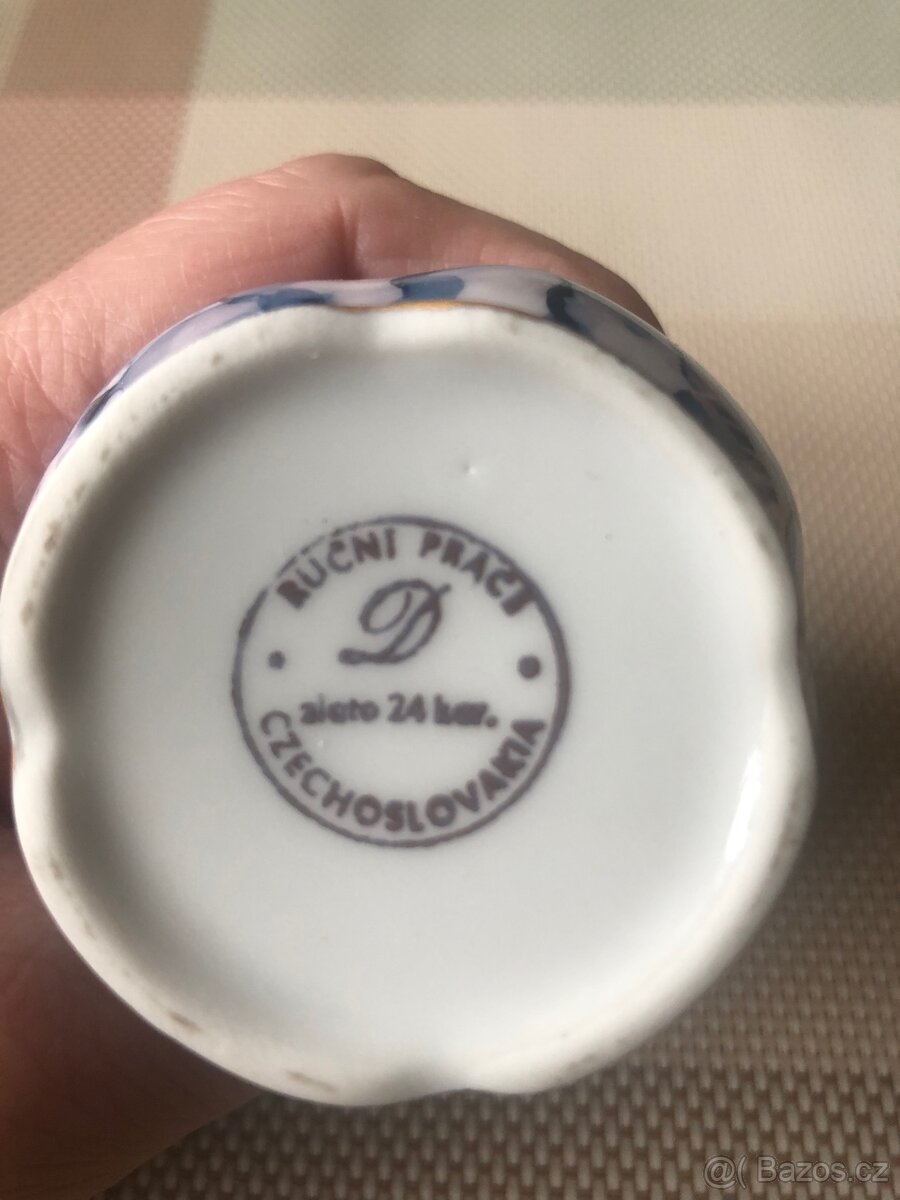 RUČNÍ PRÁCE
D
zlato 24 kar.
CZECHOSLOVAKIA
@( Bazos.cz